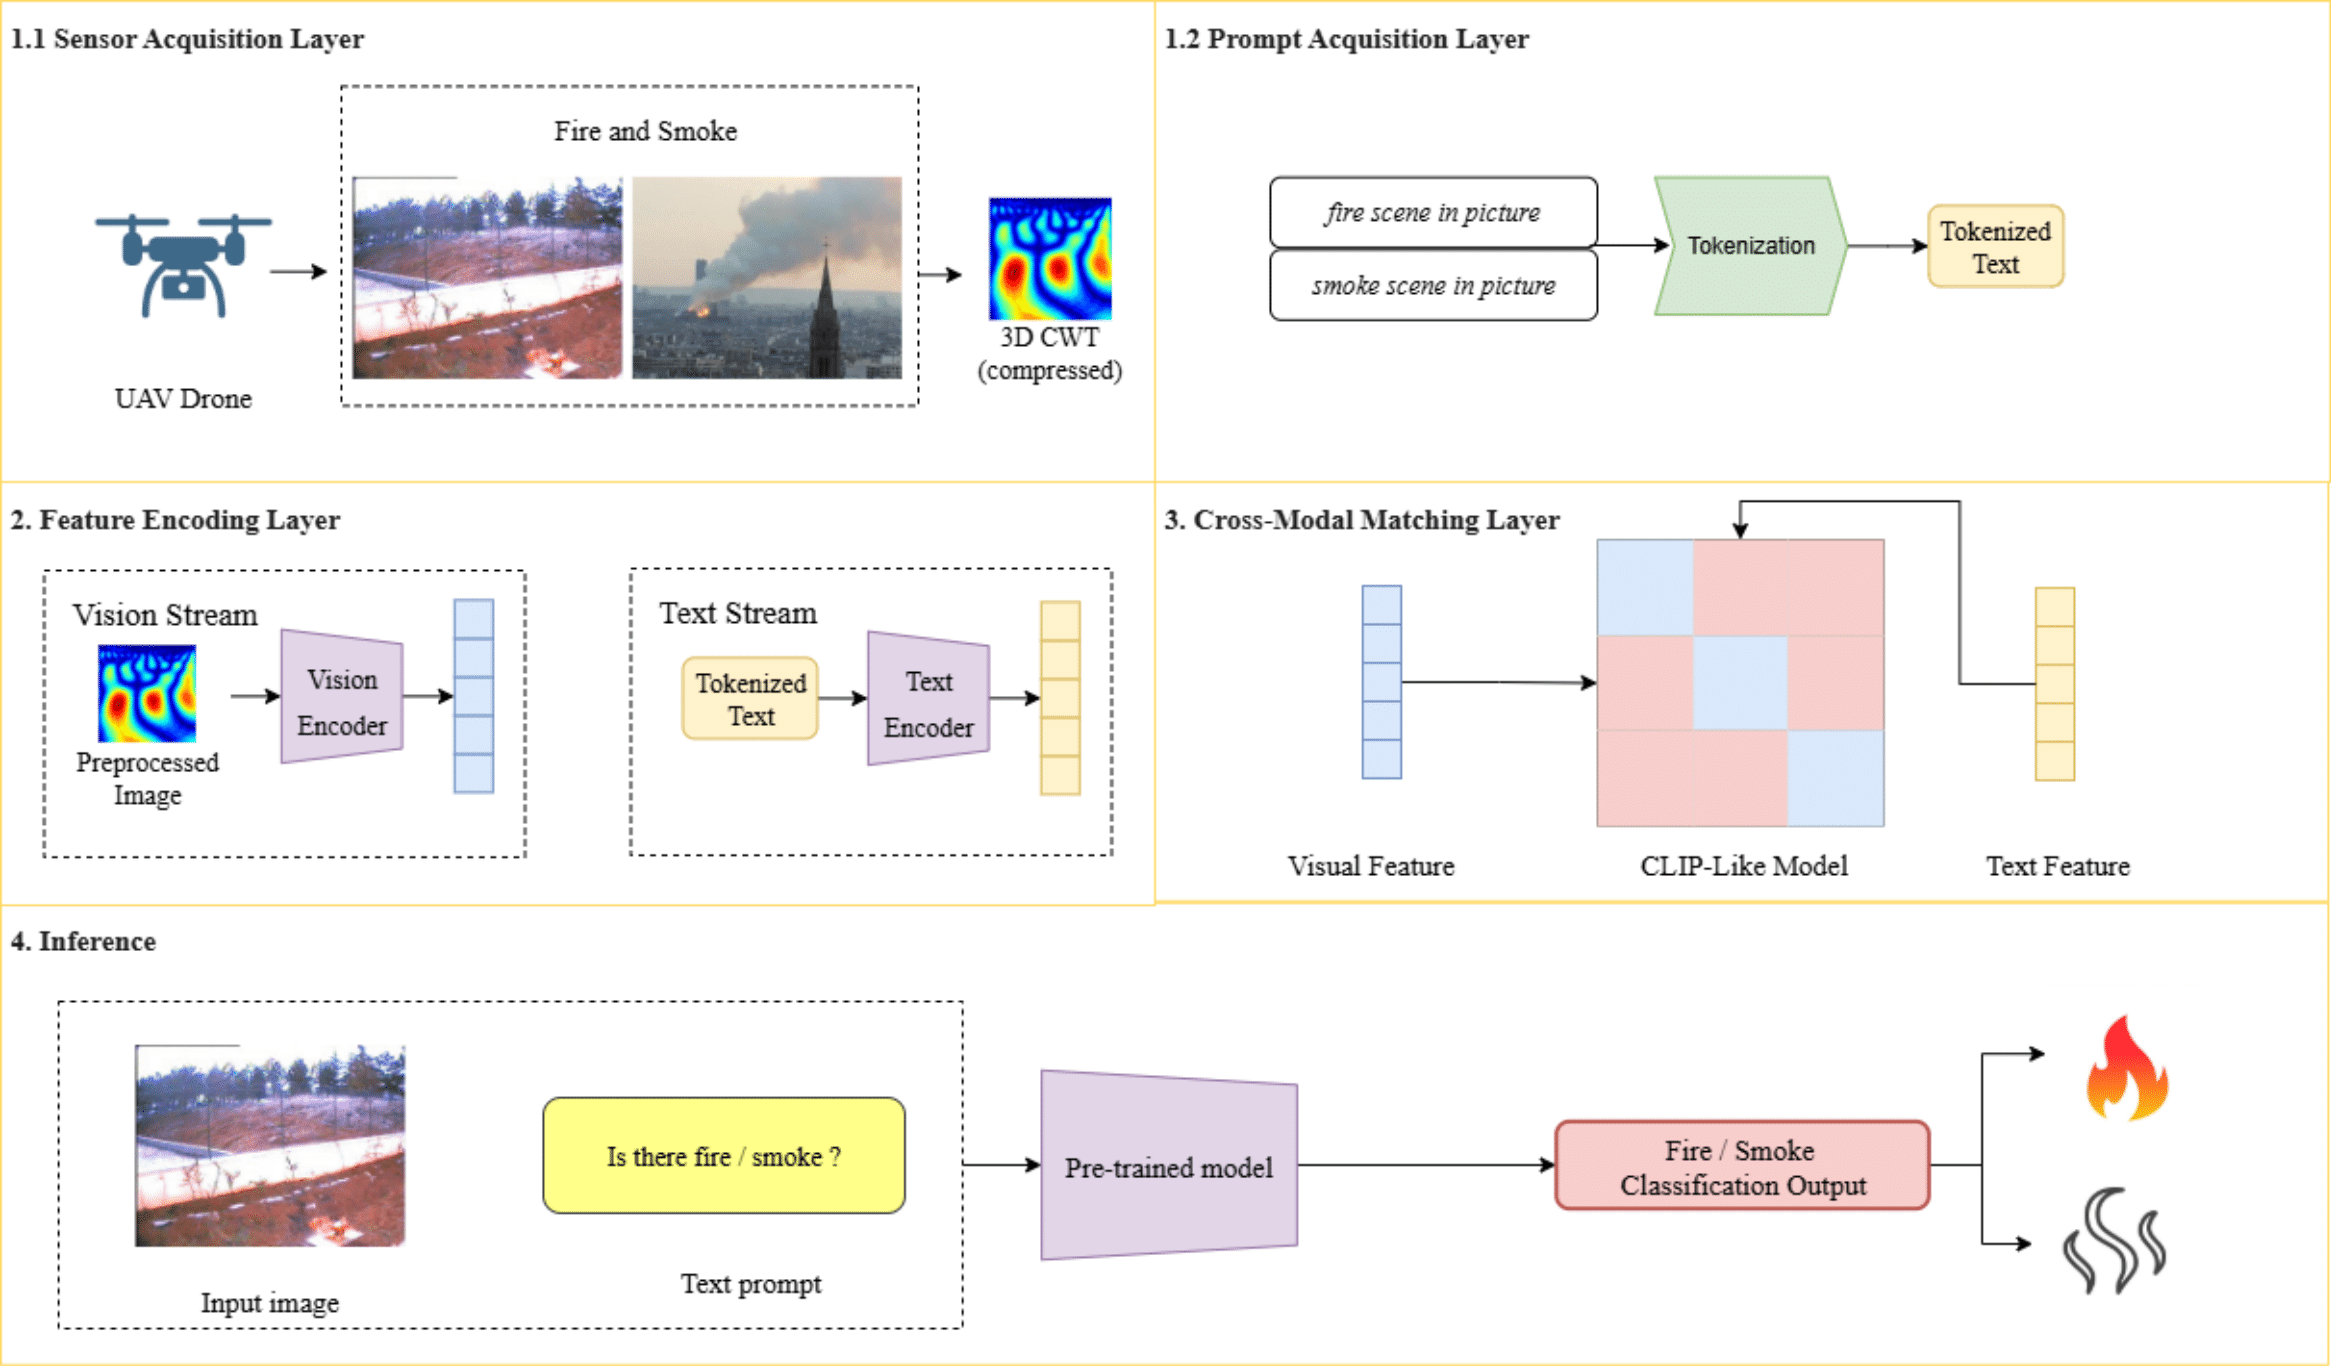 1.1 Sensor Acquisition Layer
Fire and Smoke
UAV Drone
3D CWT
(compressed)
1.2 Prompt Acquisition Layer
fire scene in picture
smoke scene in picture
Tokenization
Tokenized
Text
2. Feature Encoding Layer
Vision Stream
Preprocessed
Image
Vision
Encoder
Text Stream
Tokenized
Text
Text
Encoder
3. Cross-Modal Matching Layer
Visual Feature
CLIP-Like Model
Text Feature
4. Inference
Input image
Is there fire / smoke ?
Text prompt
Pre-trained model
Fire / Smoke
Classification Output